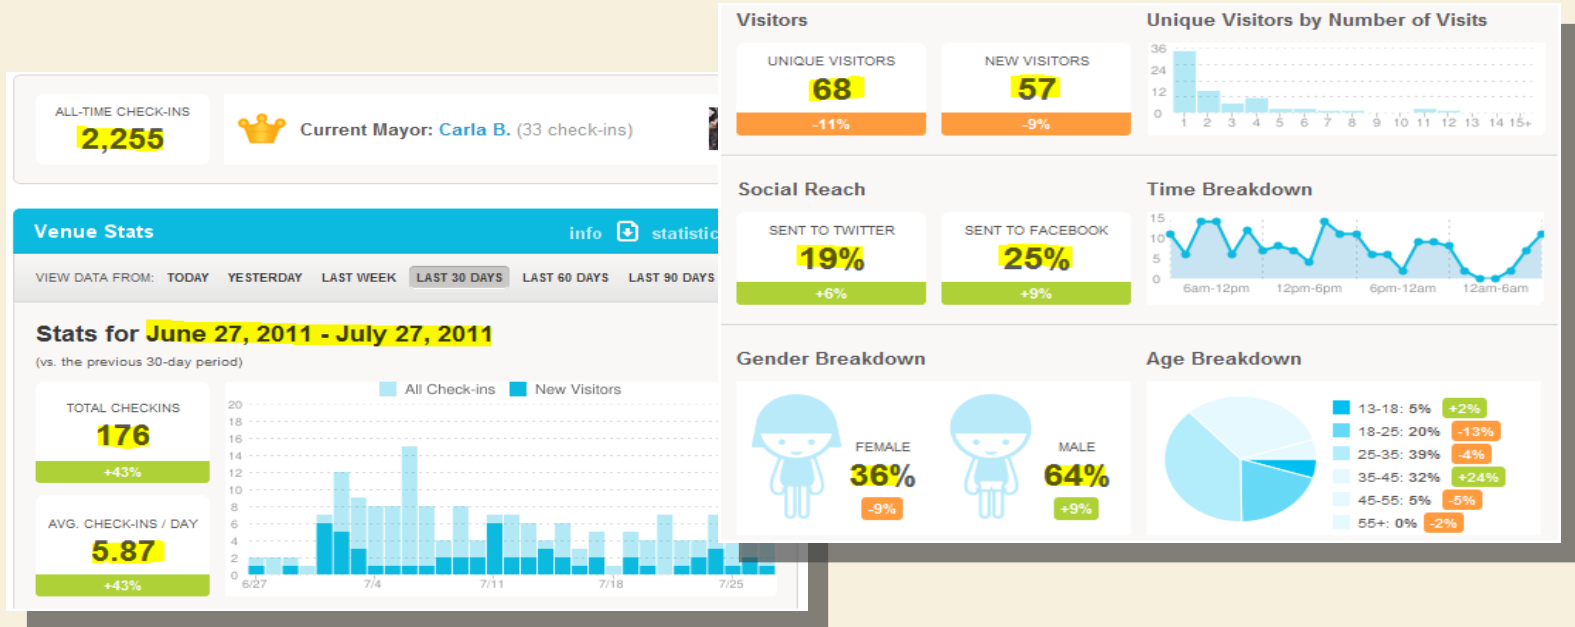 ALL-TIME CHECK-INS
2,255
Current Mayor: Carla B. (33 check-ins)
Venue Stats
info
VIEW DATA FROM: TODAY YESTERDAY LAST WEEK LAST 30 DAYS LAST 60 DAYS LAST 90 DAYS
Stats for June 27, 2011 - July 27, 2011
(vs. the previous 30-day period)
TOTAL CHECKINS
176
+43%
AVG. CHECK-INS / DAY
5.87
+43%
All Check-ins New Visitors
20
18
16
14
12
10
8
6
4
2
0
6/27 7/4 7/11 7/18 7/25
Visitors
UNIQUE VISITORS
68
-11%
NEW VISITORS
57
-9%
Unique Visitors by Number of Visits
36
24
12
0
1 2 3 4 5 6 7 8 9 10 11 12 13 14 15+
Social Reach
SENT TO TWITTER
19%
+6%
SENT TO FACEBOOK
25%
+9%
Time Breakdown
15
10
5
0
6am-12pm 12pm-6pm 6pm-12am 12am-6am
Gender Breakdown
FEMALE
36%
-9%
MALE
64%
+9%
Age Breakdown
13-18: 5% +2%
18-25: 20% -13%
25-35: 39% -4%
35-45: 32% +24%
45-55: 5% -5%
55+: 0% -2%